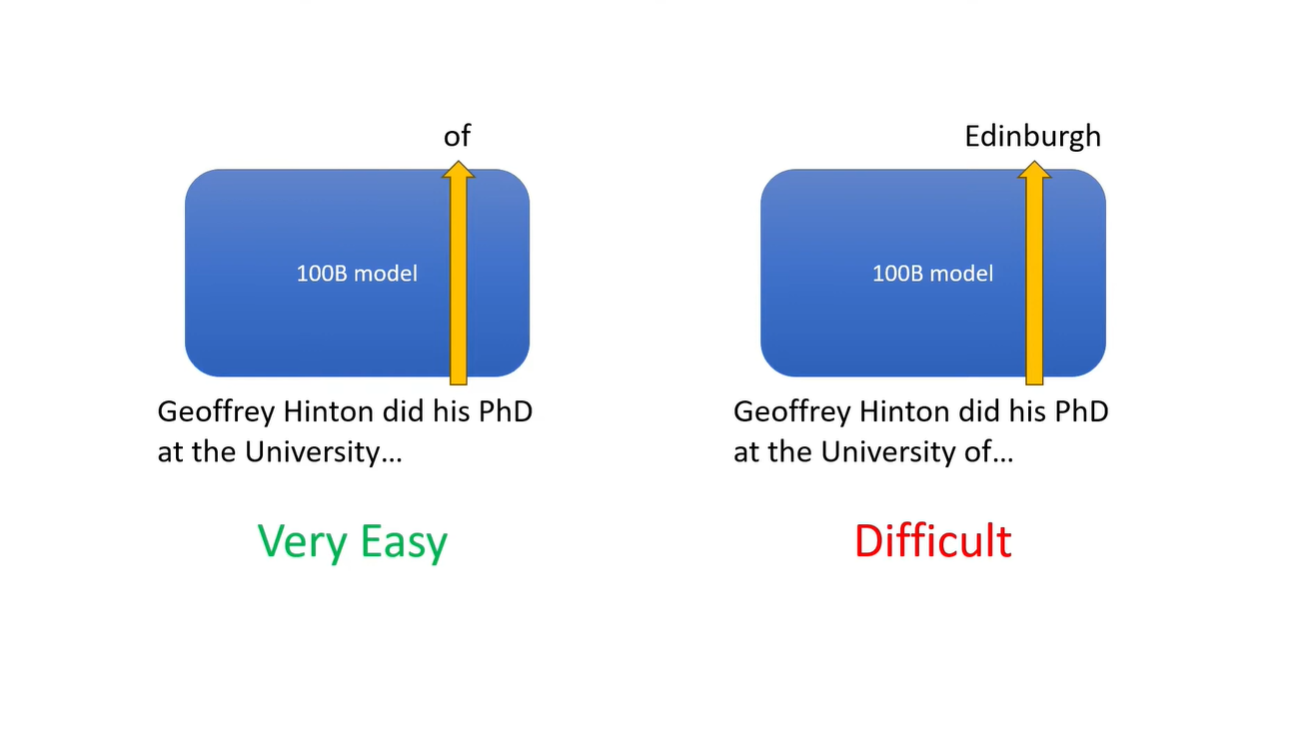 of
100B model
Geoffrey Hinton did his PhD
at the University...
Very Easy
Edinburgh
100B model
Geoffrey Hinton did his PhD
at the University of...
Difficult